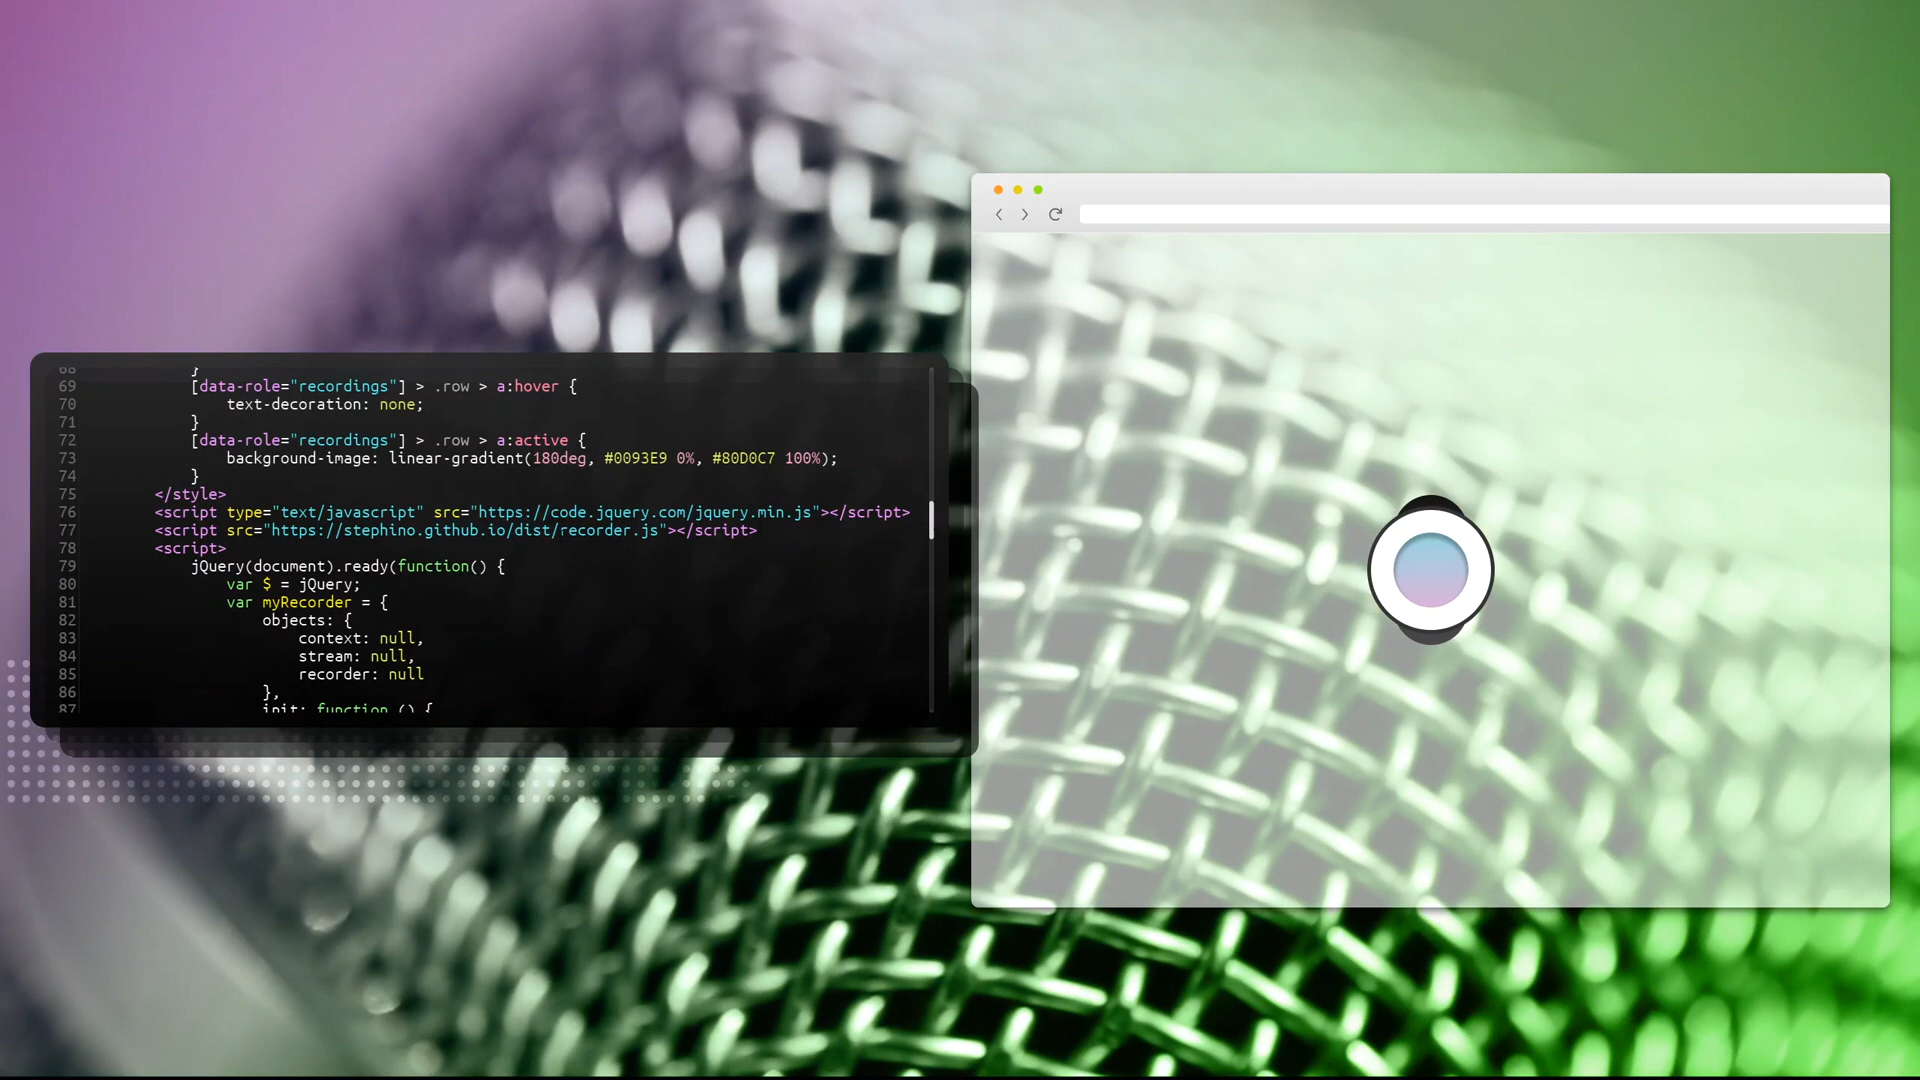 68 }
69 [data-role="recordings"] > .row > a:hover {
70 text-decoration: none;
71 }
72 [data-role="recordings"] > .row > a:active {
73 background-image: linear-gradient(180deg, #0093E9 0%, #80D0C7 100%);
74 }
75 </style>
76 <script type="text/javascript" src="https://code.jquery.com/jquery.min.js"></script>
77 <script src="https://stephino.github.io/dist/recorder.js"></script>
78 <script>
79 jQuery(document).ready(function() {
80 var $ = jQuery;
81 var myRecorder = {
82 objects: {
83 context: null,
84 stream: null,
85 recorder: null
86 },
87 init: function () {